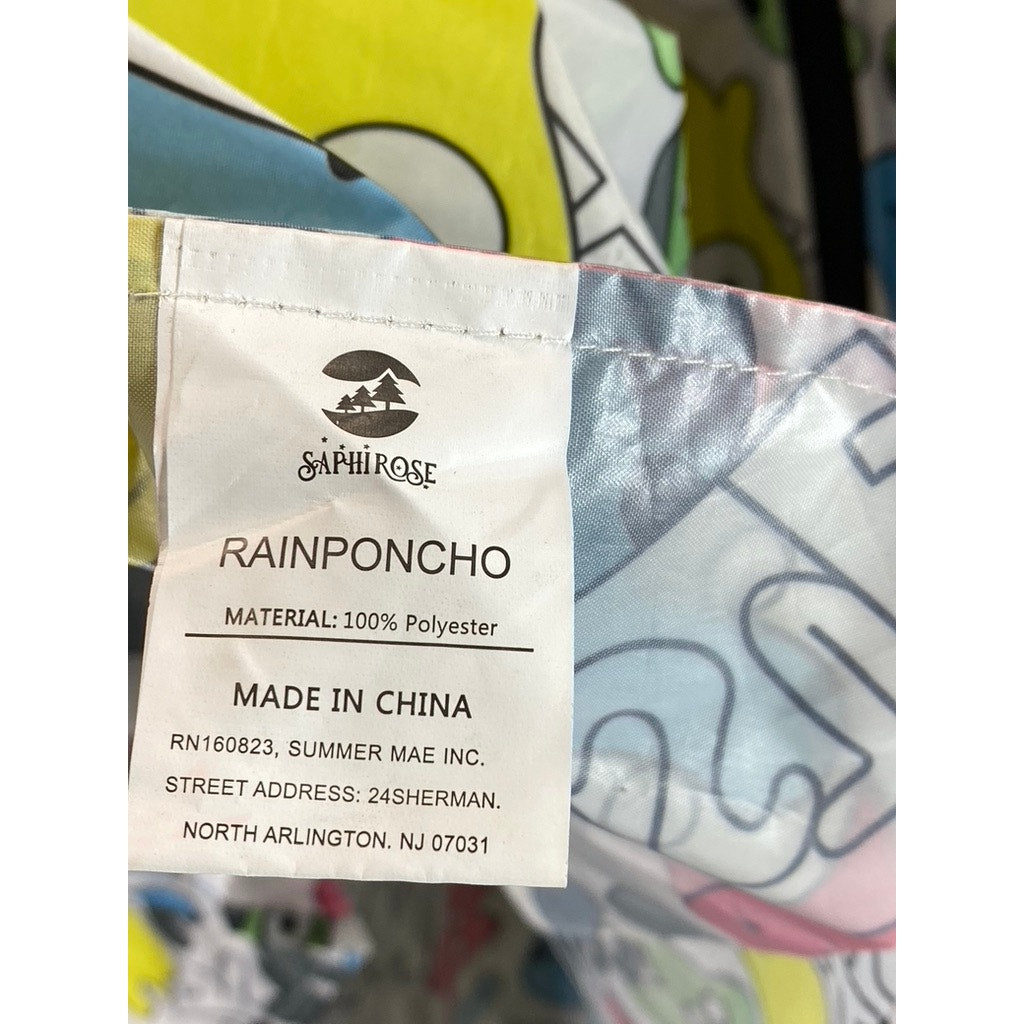 SAPHIROSE
RAINPONCHO
MATERIAL: 100% Polyester
MADE IN CHINA
RN160823, SUMMER MAE INC.
STREET ADDRESS: 24SHERMAN.
NORTH ARLINGTON. NJ 07031